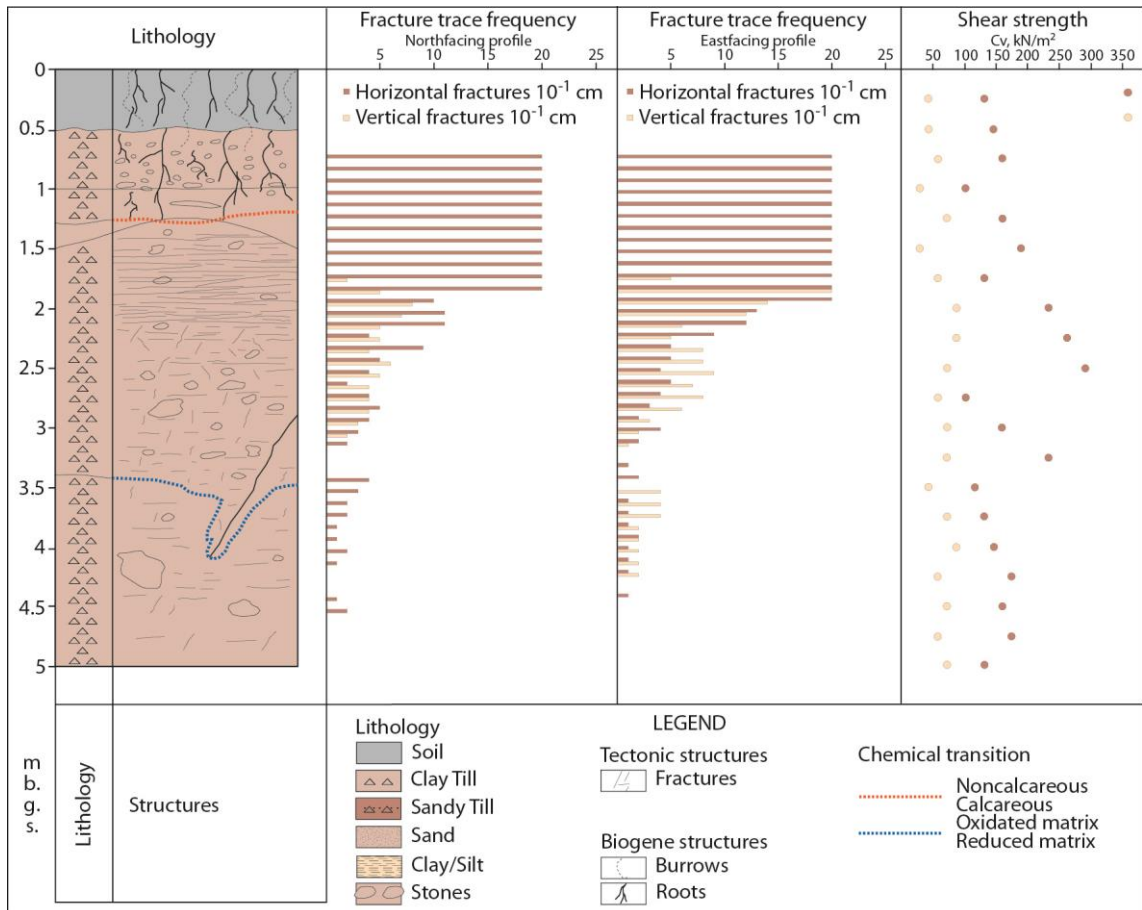 Lithology
Fracture trace frequency
Northfacing profile
5 10 15 20 25
Horizontal fractures 10⁻¹ cm
Vertical fractures 10⁻¹ cm
Fracture trace frequency
Eastfacing profile
5 10 15 20 25
Horizontal fractures 10⁻¹ cm
Vertical fractures 10⁻¹ cm
Shear strength
Cv, kN/m²
50 100 150 200 250 300 350
0
0.5
1
1.5
2
2.5
3
3.5
4
4.5
5
m
b.
g.
s.
Lithology
Structures
LEGEND
Lithology
Soil
Clay Till
Sandy Till
Sand
Clay/Silt
Stones
Tectonic structures
Fractures
Biogene structures
Burrows
Roots
Chemical transition
Noncalcareous
Calcareous
Oxidated matrix
Reduced matrix